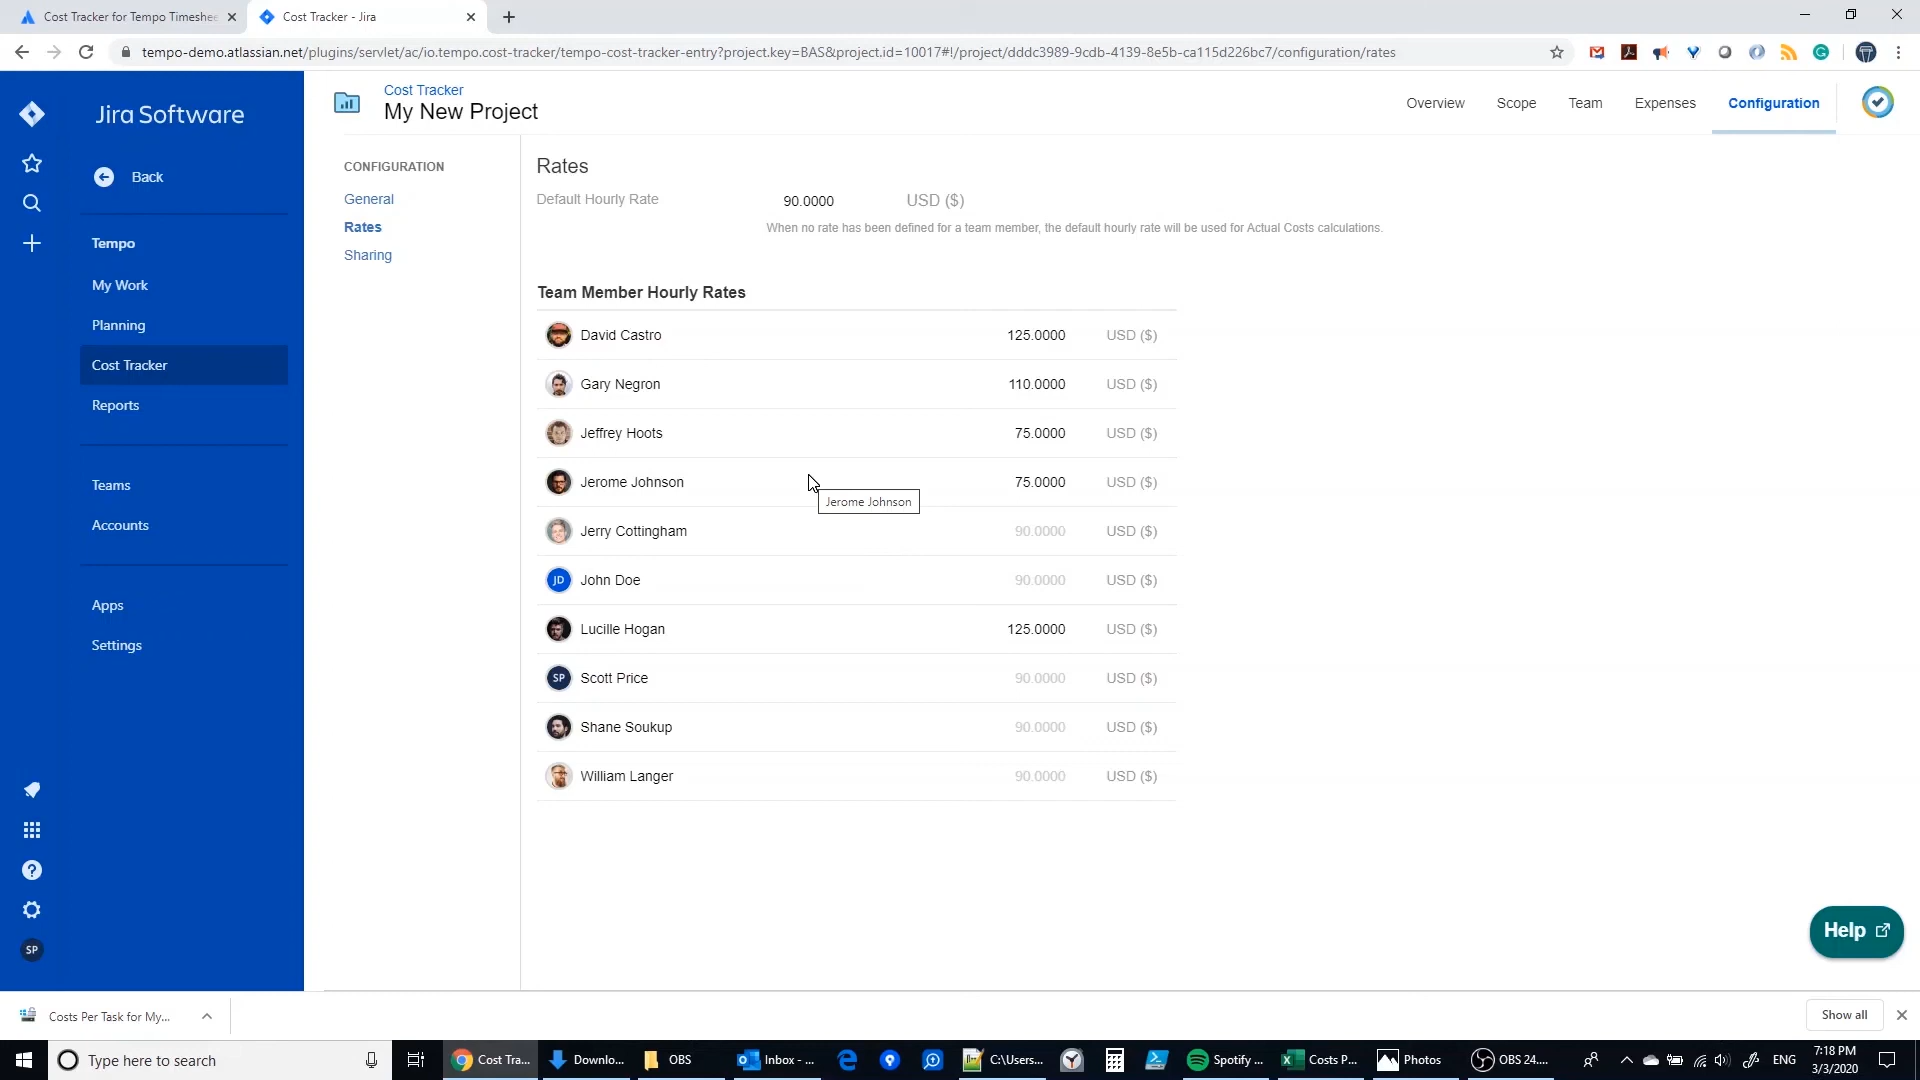 Cost Tracker for Tempo Timeshee
Cost Tracker - Jira
tempo-demo.atlassian.net/plugins/servlet/ac/io.tempo.cost-tracker/tempo-cost-tracker-entry?project.key=BAS&project.id=10017#!/project/dddc3989-9cdb-4139-8e5b-ca115d226bc7/configuration/rates
Jira Software
Back
Tempo
My Work
Planning
Cost Tracker
Reports
Teams
Accounts
Apps
Settings
SP
Cost Tracker
My New Project
Overview
Scope
Team
Expenses
Configuration
CONFIGURATION
General
Rates
Sharing
Rates
Default Hourly Rate 90.0000 USD ($)
When no rate has been defined for a team member, the default hourly rate will be used for Actual Costs calculations.
Team Member Hourly Rates
David Castro 125.0000 USD ($)
Gary Negron 110.0000 USD ($)
Jeffrey Hoots 75.0000 USD ($)
Jerome Johnson 75.0000 USD ($)
Jerome Johnson
Jerry Cottingham 90.0000 USD ($)
JD John Doe 90.0000 USD ($)
Lucille Hogan 125.0000 USD ($)
SP Scott Price 90.0000 USD ($)
Shane Soukup 90.0000 USD ($)
William Langer 90.0000 USD ($)
Help
Costs Per Task for My...
Show all
Type here to search
Cost Tra...
Downlo...
OBS
Inbox - ...
C:\Users...
Spotify ...
Costs P...
Photos
OBS 24....
ENG
7:18 PM
3/3/2020